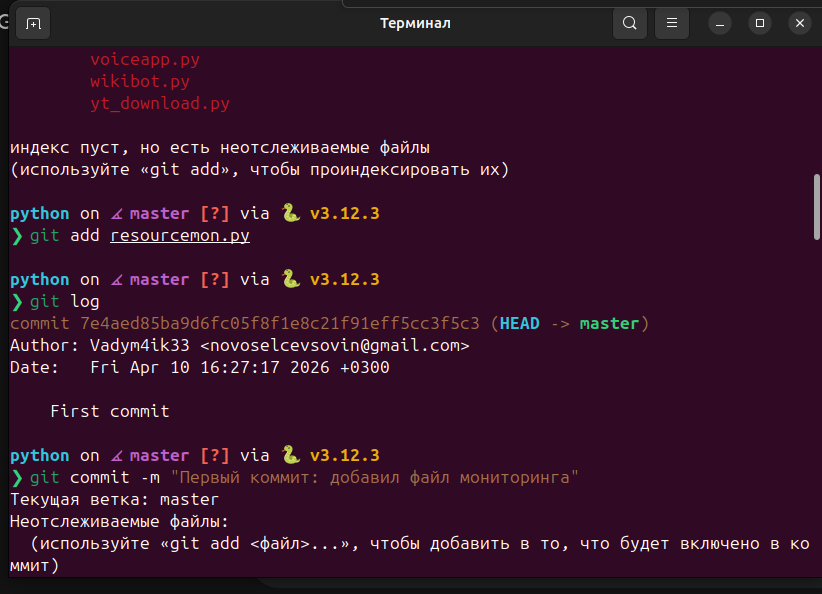 Терминал
voiceapp.py
wikibot.py
yt_download.py
индекс пуст, но есть неотслеживаемые файлы
(используйте «git add», чтобы проиндексировать их)
python on master [?] via 🐍 v3.12.3
❯ git add resourcemon.py
python on master [?] via 🐍 v3.12.3
❯ git log
commit 7e4aed85ba9d6fc05f8f1e8c21f91eff5cc3f5c3 (HEAD -> master)
Author: Vadym4ik33 <novoselcevsovin@gmail.com>
Date:   Fri Apr 10 16:27:17 2026 +0300
First commit
python on master [?] via 🐍 v3.12.3
❯ git commit -m "Первый коммит: добавил файл мониторинга"
Текущая ветка: master
Неотслеживаемые файлы:
(используйте «git add <файл>...», чтобы добавить в то, что будет включено в ко
ммит)